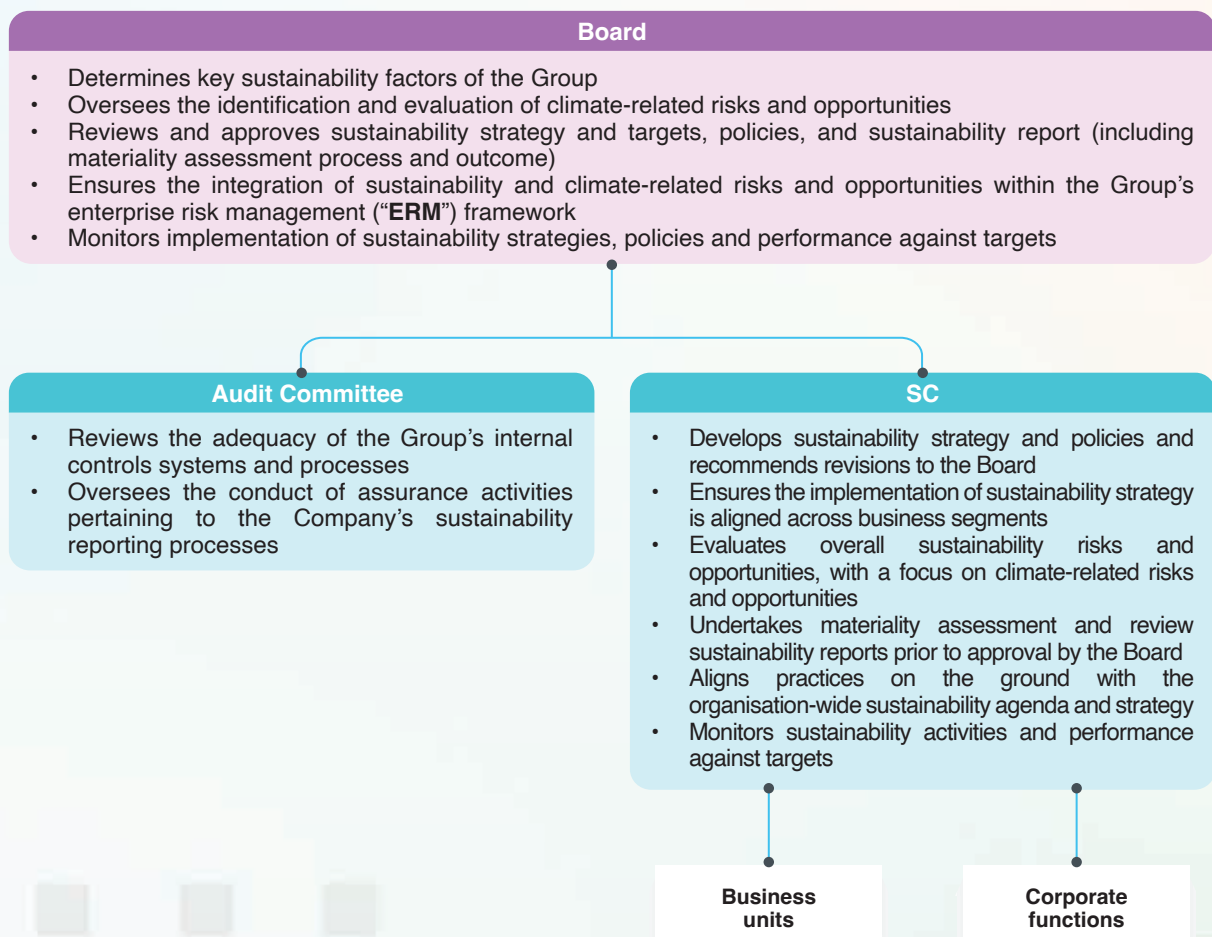 Board
• Determines key sustainability factors of the Group
• Oversees the identification and evaluation of climate-related risks and opportunities
• Reviews and approves sustainability strategy and targets, policies, and sustainability report (including
materiality assessment process and outcome)
• Ensures the integration of sustainability and climate-related risks and opportunities within the Group's
enterprise risk management (“ERM”) framework
• Monitors implementation of sustainability strategies, policies and performance against targets
Audit Committee
• Reviews the adequacy of the Group's internal
controls systems and processes
• Oversees the conduct of assurance activities
pertaining to the Company's sustainability
reporting processes
SC
• Develops sustainability strategy and policies and
recommends revisions to the Board
• Ensures the implementation of sustainability strategy
is aligned across business segments
• Evaluates overall sustainability risks and
opportunities, with a focus on climate-related risks
and opportunities
• Undertakes materiality assessment and review
sustainability reports prior to approval by the Board
• Aligns practices on the ground with the
organisation-wide sustainability agenda and strategy
• Monitors sustainability activities and performance
against targets
Business
units
Corporate
functions